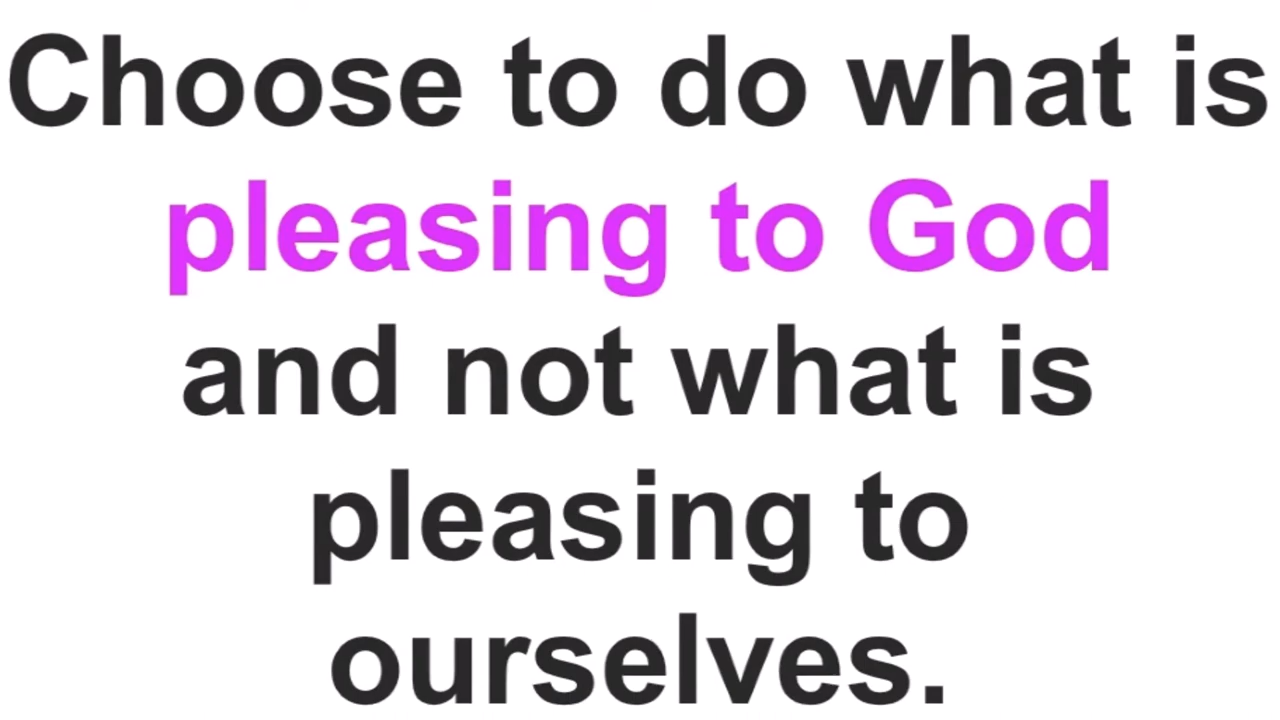 Choose to do what is
pleasing to God
and not what is
pleasing to
ourselves.